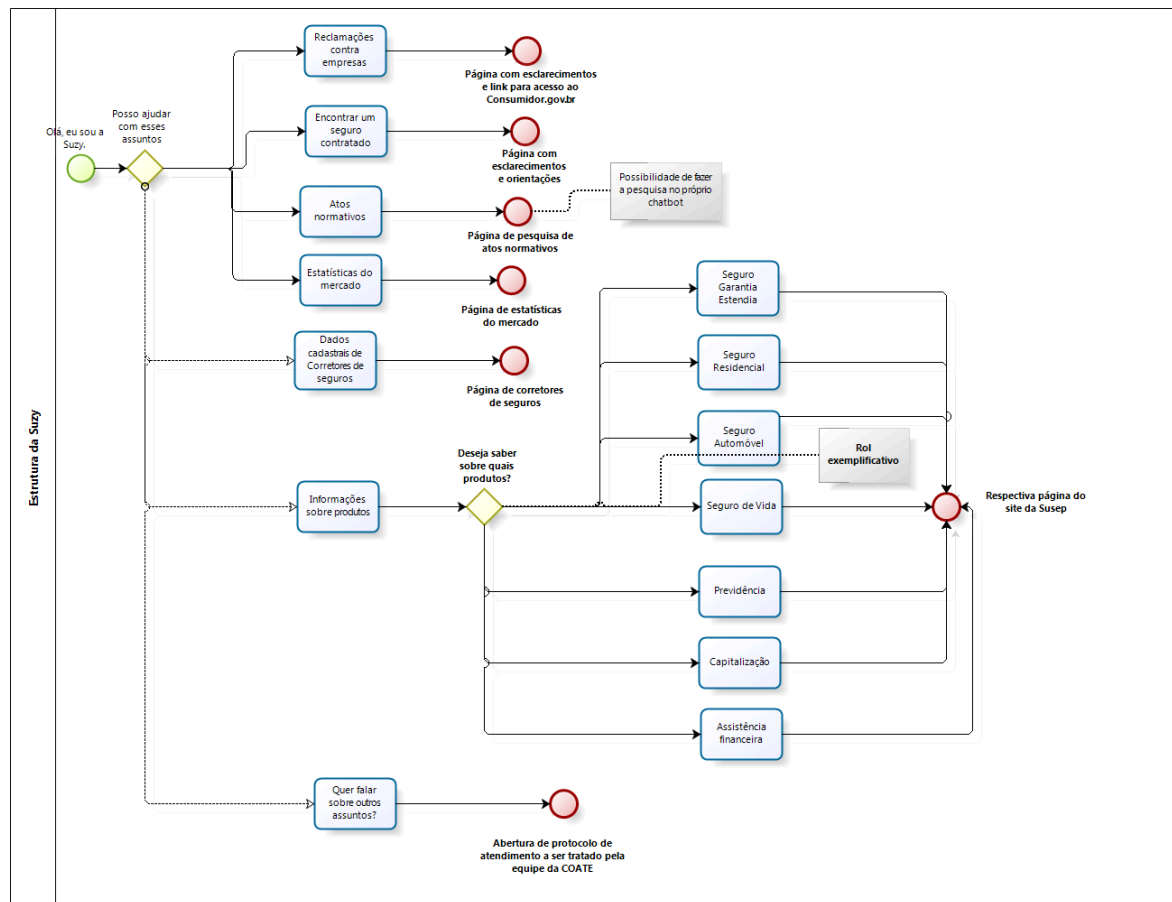 Estrutura da Suzy
Olá, eu sou a
Suzy.
Posso ajudar
com esses
assuntos
Reclamações
contra
empresas
Página com esclarecimentos
e link para acesso ao
Consumidor.gov.br
Encontrar um
seguro
contratado
Página com
esclarecimentos
e orientações
Possibilidade de fazer
a pesquisa no próprio
chatbot
Atos
normativos
Página de pesquisa de
atos normativos
Estatísticas do
mercado
Página de estatísticas
do mercado
Dados
cadastrais de
Corretores de
seguros
Página de corretores
de seguros
Informações
sobre produtos
Deseja saber
sobre quais
produtos?
Seguro
Garantia
Estendia
Seguro
Residencial
Seguro
Automóvel
Rol
exemplificativo
Seguro de Vida
Respectiva página do
site da Susep
Previdência
Capitalização
Assistência
financeira
Quer falar
sobre outros
assuntos?
Abertura de protocolo de
atendimento a ser tratado pela
equipe da COATE